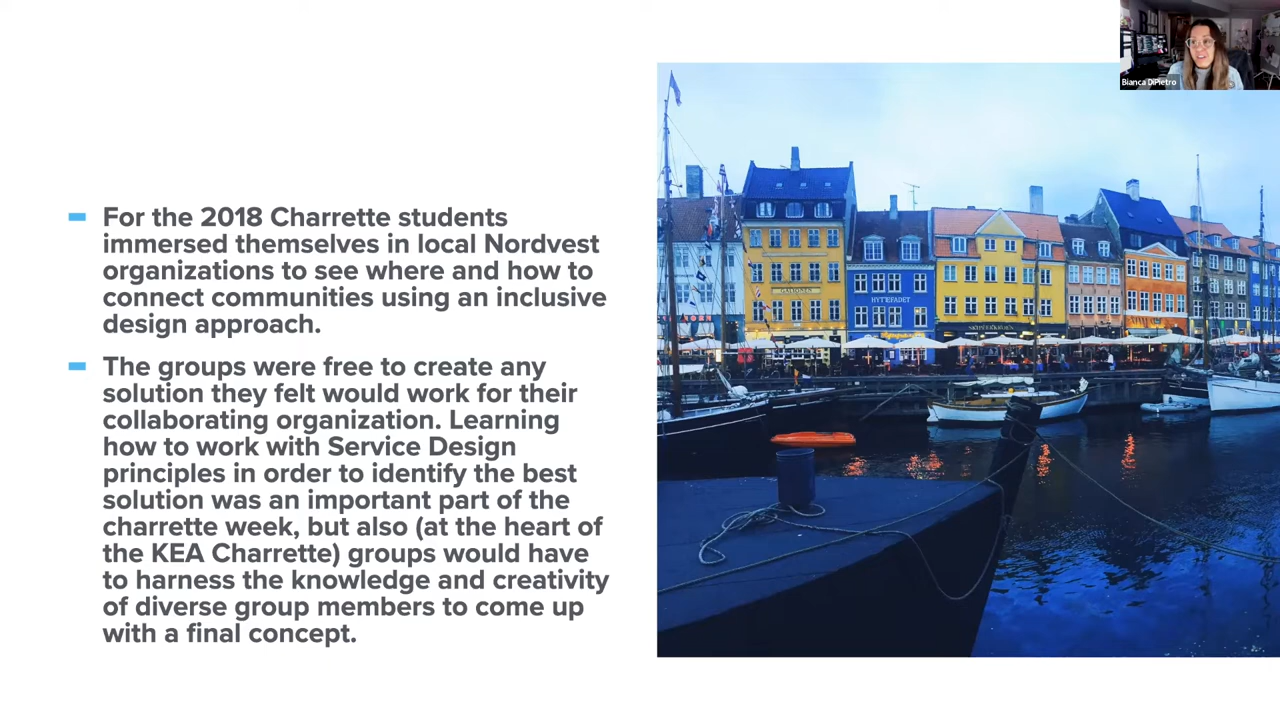 Bianca DiPietro
For the 2018 Charrette students
immersed themselves in local Nordvest
organizations to see where and how to
connect communities using an inclusive
design approach.
The groups were free to create any
solution they felt would work for their
collaborating organization. Learning
how to work with Service Design
principles in order to identify the best
solution was an important part of the
charrette week, but also (at the heart of
the KEA Charrette) groups would have
to harness the knowledge and creativity
of diverse group members to come up
with a final concept.
HYTTEFADET